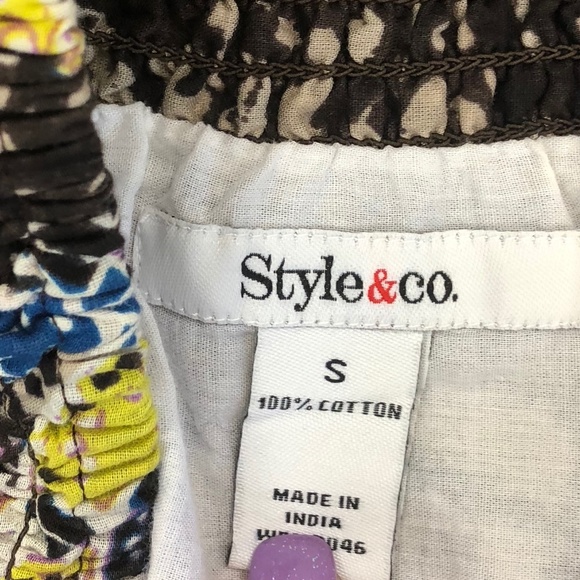 Style&co.
S
100% COTTON
MADE IN
INDIA